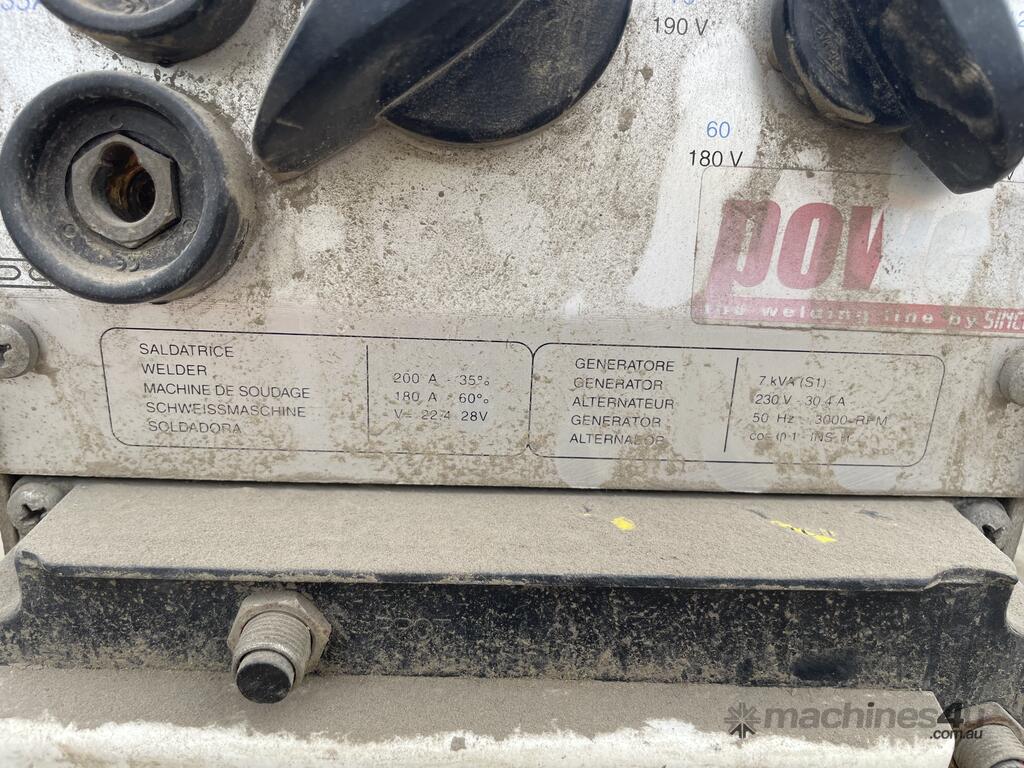 190 V
60
180 V
powe
the welding line by SINC
SALDATRICE
WELDER
MACHINE DE SOUDAGE
SCHWEISSMASCHINE
SOLDADORA
200 A - 35%
180 A - 60%
V= 22.4 28V
GENERATORE
GENERATOR
ALTERNATEUR
GENERATOR
ALTERNADOR
7 kVA (S1)
230 V - 30.4 A
50 Hz - 3000 RPM
machines4u
.com.au